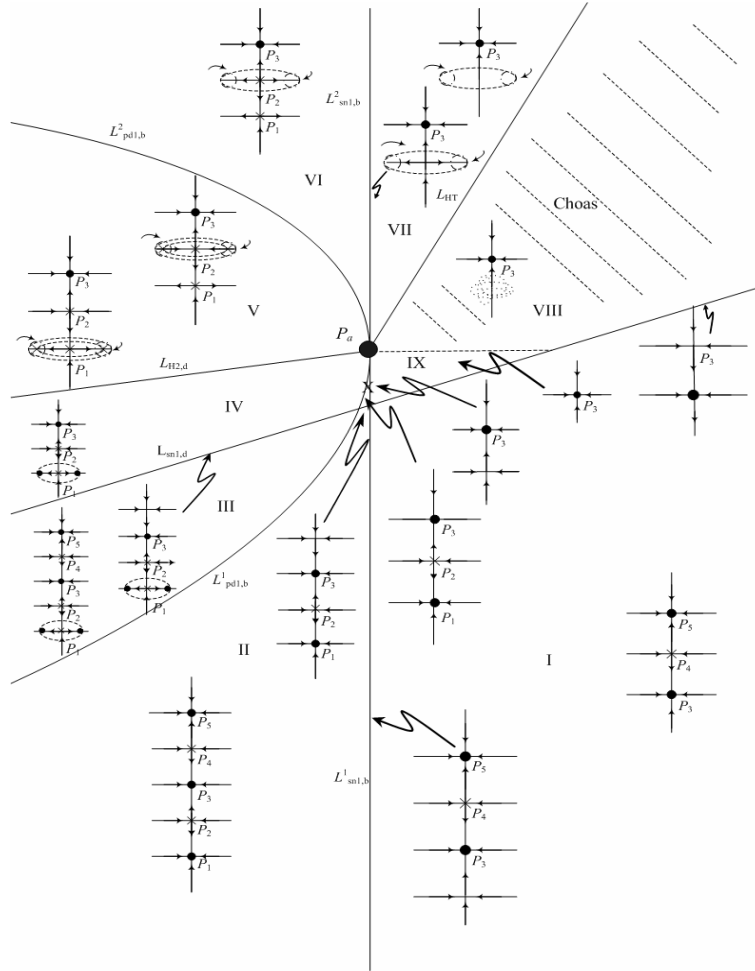 P₃
P₂
P₁
L²sn1,b
P₃
P₃
L²pd1,b
VI
LHT
VII
Choas
P₃
P₂
P₁
P₃
P₂
P₁
V
P₃
VIII
Pa
LH2,d
IX
P₃
X
IV
P₃
P₂
P₁
Lsn1,d
P₃
P₃
III
P₅
P₄
P₃
P₂
P₁
P₃
P₂
P₁
L¹pd1,b
P₃
P₂
P₁
P₃
P₂
P₁
II
I
P₅
P₄
P₃
P₅
P₄
P₃
P₂
P₁
L¹sn1,b
P₅
P₄
P₃